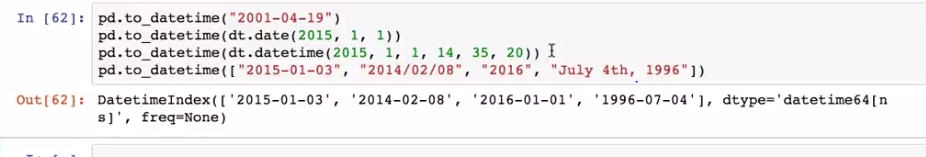 In [62]: pd.to_datetime("2001-04-19")
pd.to_datetime(dt.date(2015, 1, 1))
pd.to_datetime(dt.datetime(2015, 1, 1, 14, 35, 20))
pd.to_datetime(["2015-01-03", "2014/02/08", "2016", "July 4th, 1996"])
Out[62]: DatetimeIndex(['2015-01-03', '2014-02-08', '2016-01-01', '1996-07-04'], dtype='datetime64[n
s]', freq=None)